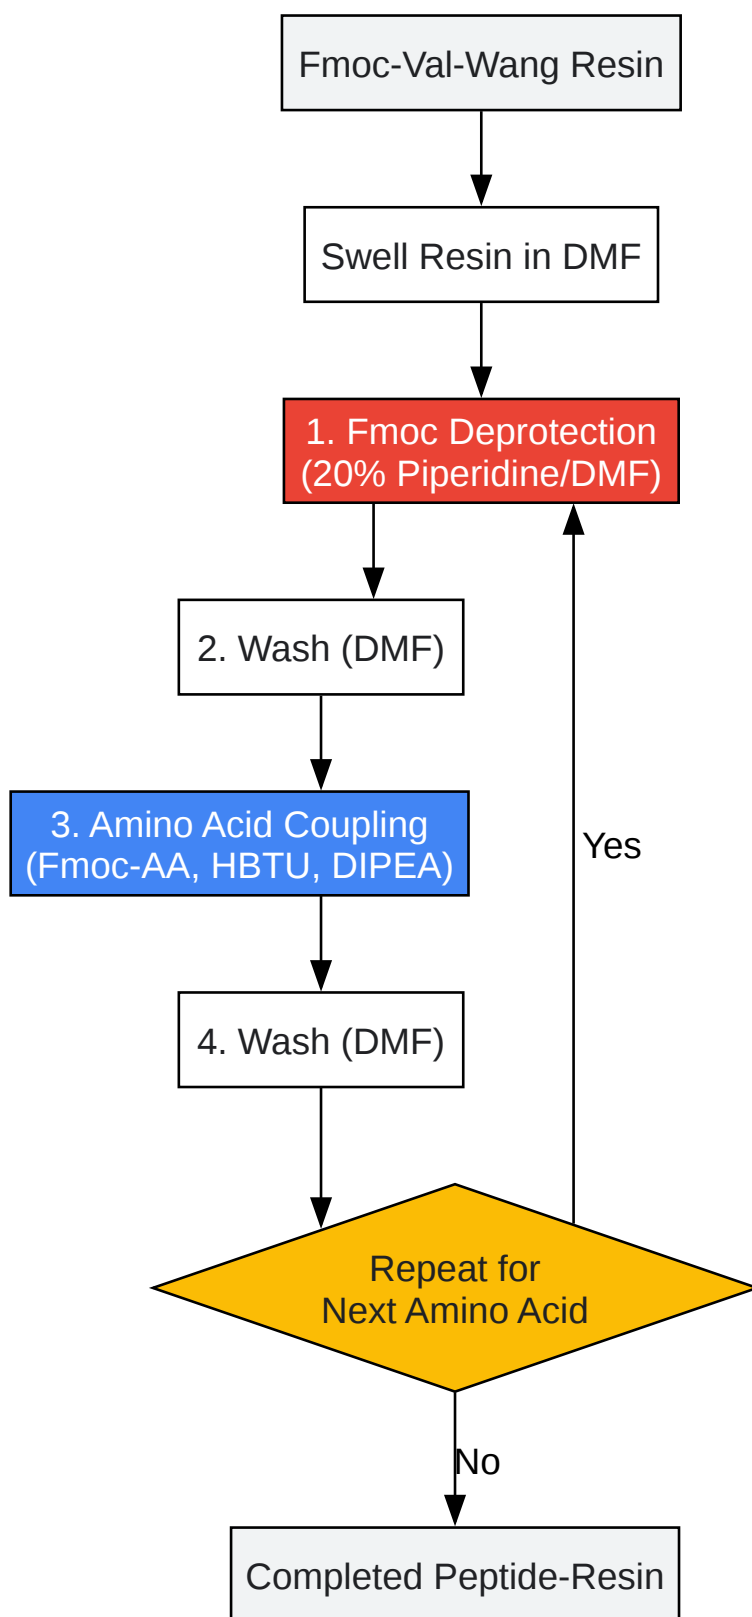 Fmoc-Val-Wang Resin
Swell Resin in DMF
1. Fmoc Deprotection
(20% Piperidine/DMF)
2. Wash (DMF)
3. Amino Acid Coupling
(Fmoc-AA, HBTU, DIPEA)
Yes
4. Wash (DMF)
Repeat for
Next Amino Acid
No
Completed Peptide-Resin